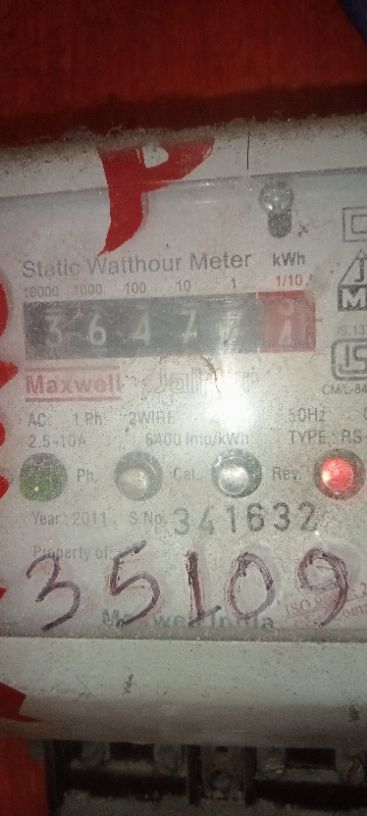 P
Static Watthour Meter kWh
10000 1000 100 10 1 1/10
3 6 4 7
Maxwell
AC 1 Ph 2WIRE 50Hz
2.5-10A 6400 Imp/kWh TYPE: RS-
Ph. Cal. Rev.
Year: 2011 S.No. 341632
Property of
35109
Maxwell India